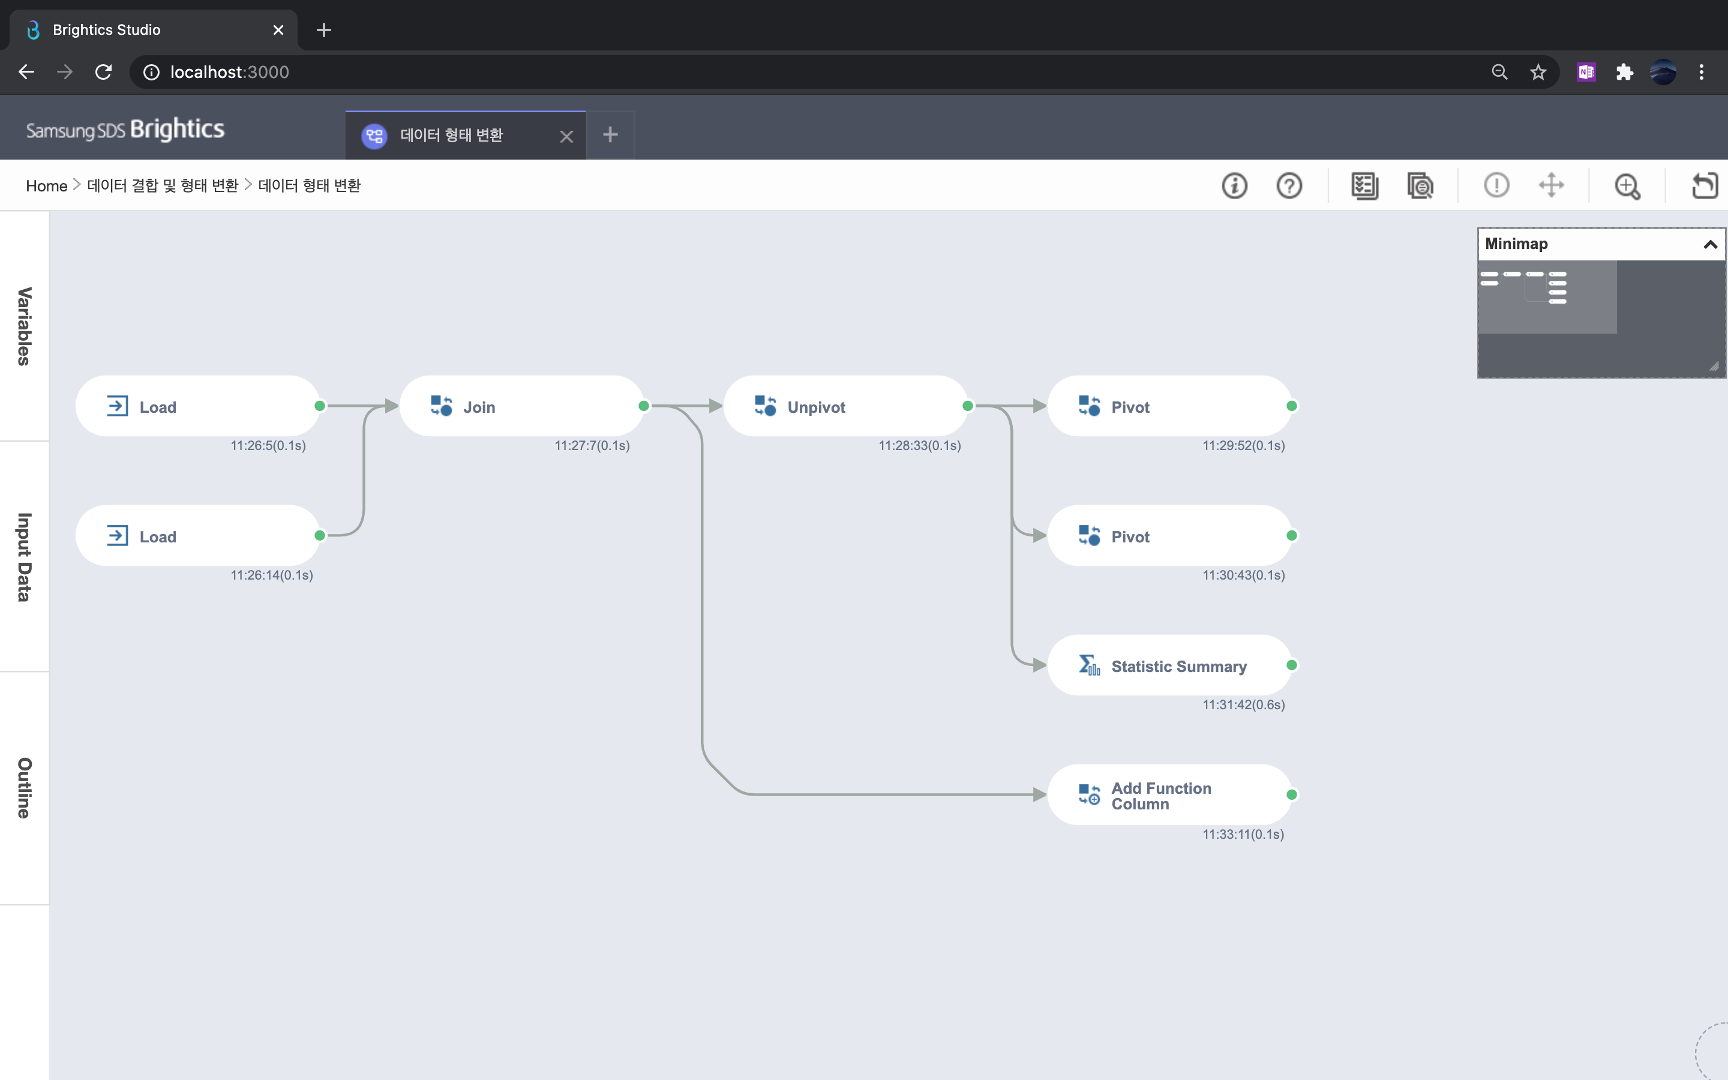 Brightics Studio
localhost:3000
Samsung SDS Brightics
데이터 형태 변환
Home > 데이터 결합 및 형태 변환 > 데이터 형태 변환
Minimap
Variables
Input Data
Outline
Load
11:26:5(0.1s)
Join
11:27:7(0.1s)
Unpivot
11:28:33(0.1s)
Pivot
11:29:52(0.1s)
Load
11:26:14(0.1s)
Pivot
11:30:43(0.1s)
Statistic Summary
11:31:42(0.6s)
Add Function
Column
11:33:11(0.1s)